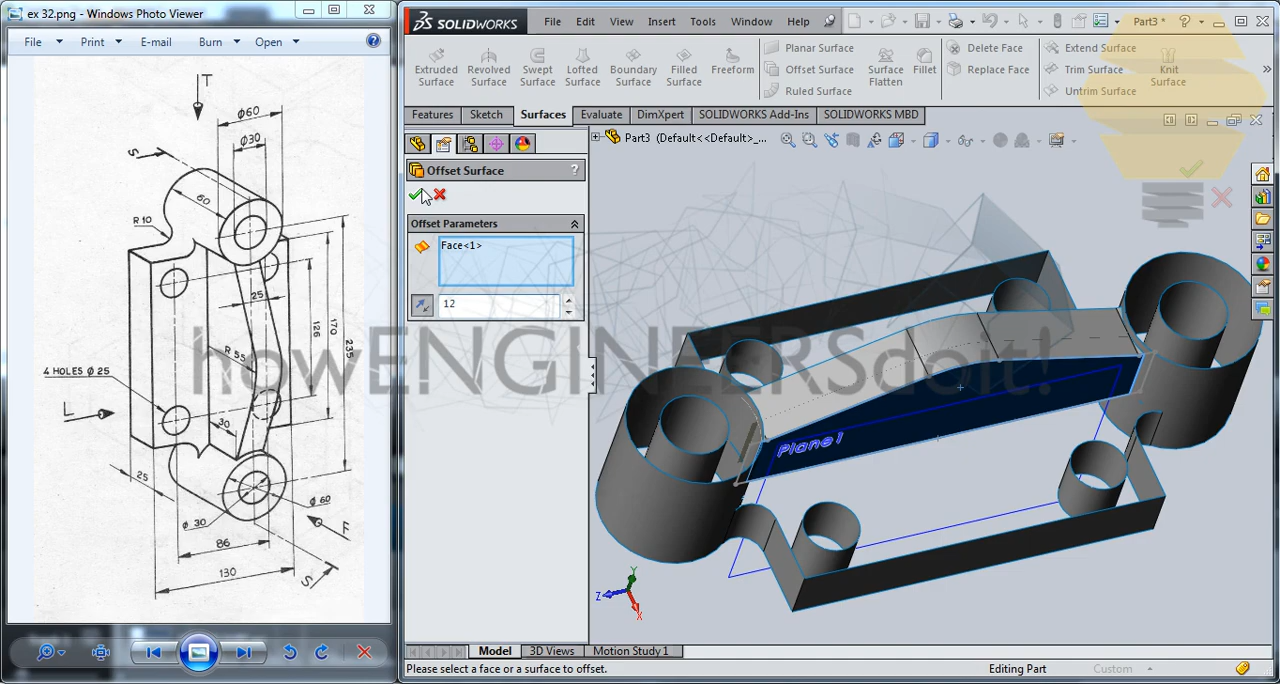 ex 32.png - Windows Photo Viewer
File Print E-mail Burn Open
T
ϕ60
ϕ30
S
60
R 10
25
126
170
235
R 55
4 HOLES ϕ 25
L
30
25
ϕ 60
ϕ 30
F
86
130
S
SOLIDWORKS
File Edit View Insert Tools Window Help
Part3 *
Extruded Surface
Revolved Surface
Swept Surface
Lofted Surface
Boundary Surface
Filled Surface
Freeform
Planar Surface
Offset Surface
Ruled Surface
Surface Flatten
Fillet
Delete Face
Replace Face
Extend Surface
Trim Surface
Untrim Surface
Knit Surface
Features Sketch Surfaces Evaluate DimXpert SOLIDWORKS Add-Ins SOLIDWORKS MBD
Part3 (Default<<Default>_...
Offset Surface ?
Offset Parameters
Face<1>
12
howENGINEERSdoit!
Plane1
Y
Z
X
Model 3D Views Motion Study 1
Please select a face or a surface to offset.
Editing Part
Custom